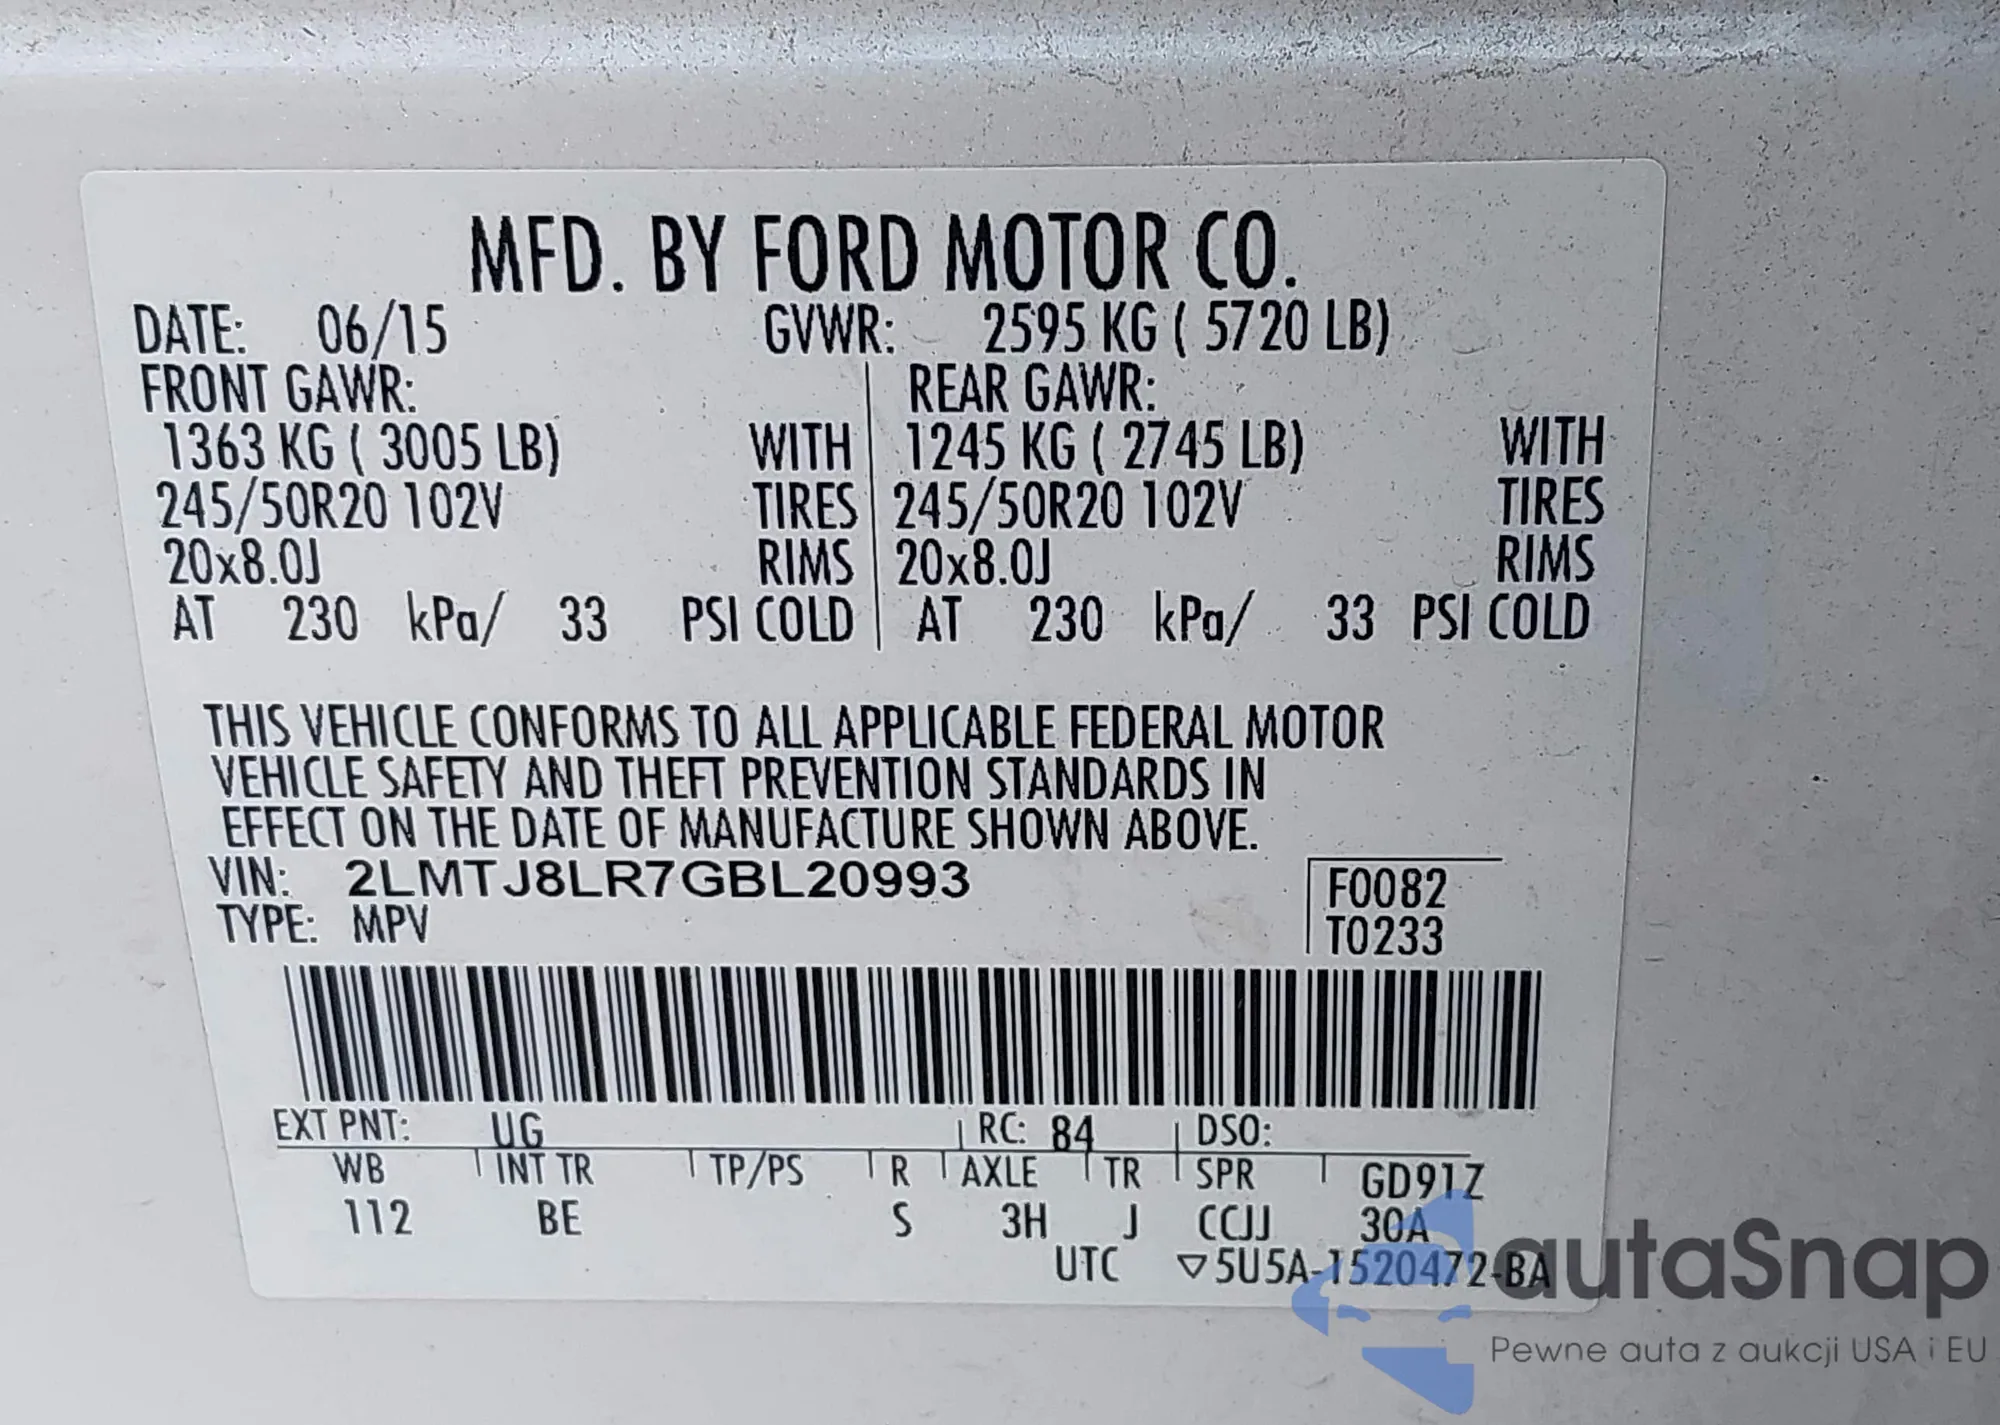 MFD. BY FORD MOTOR CO.
DATE: 06/15 GVWR: 2595 KG ( 5720 LB)
FRONT GAWR: REAR GAWR:
1363 KG ( 3005 LB) WITH 1245 KG ( 2745 LB) WITH
245/50R20 102V TIRES 245/50R20 102V TIRES
20x8.0J RIMS 20x8.0J RIMS
AT 230 kPa/ 33 PSI COLD AT 230 kPa/ 33 PSI COLD
THIS VEHICLE CONFORMS TO ALL APPLICABLE FEDERAL MOTOR
VEHICLE SAFETY AND THEFT PREVENTION STANDARDS IN
EFFECT ON THE DATE OF MANUFACTURE SHOWN ABOVE.
VIN: 2LMTJ8LR7GBL20993 F0082
TYPE: MPV T0233
EXT PNT: UG RC: 84 DSO:
WB INT TR TP/PS R AXLE TR SPR GD91Z
112 BE S 3H J CCJJ 30A
UTC ▽5U5A-1520472-BA
autaSnap
Pewne auta z aukcji USA i EU